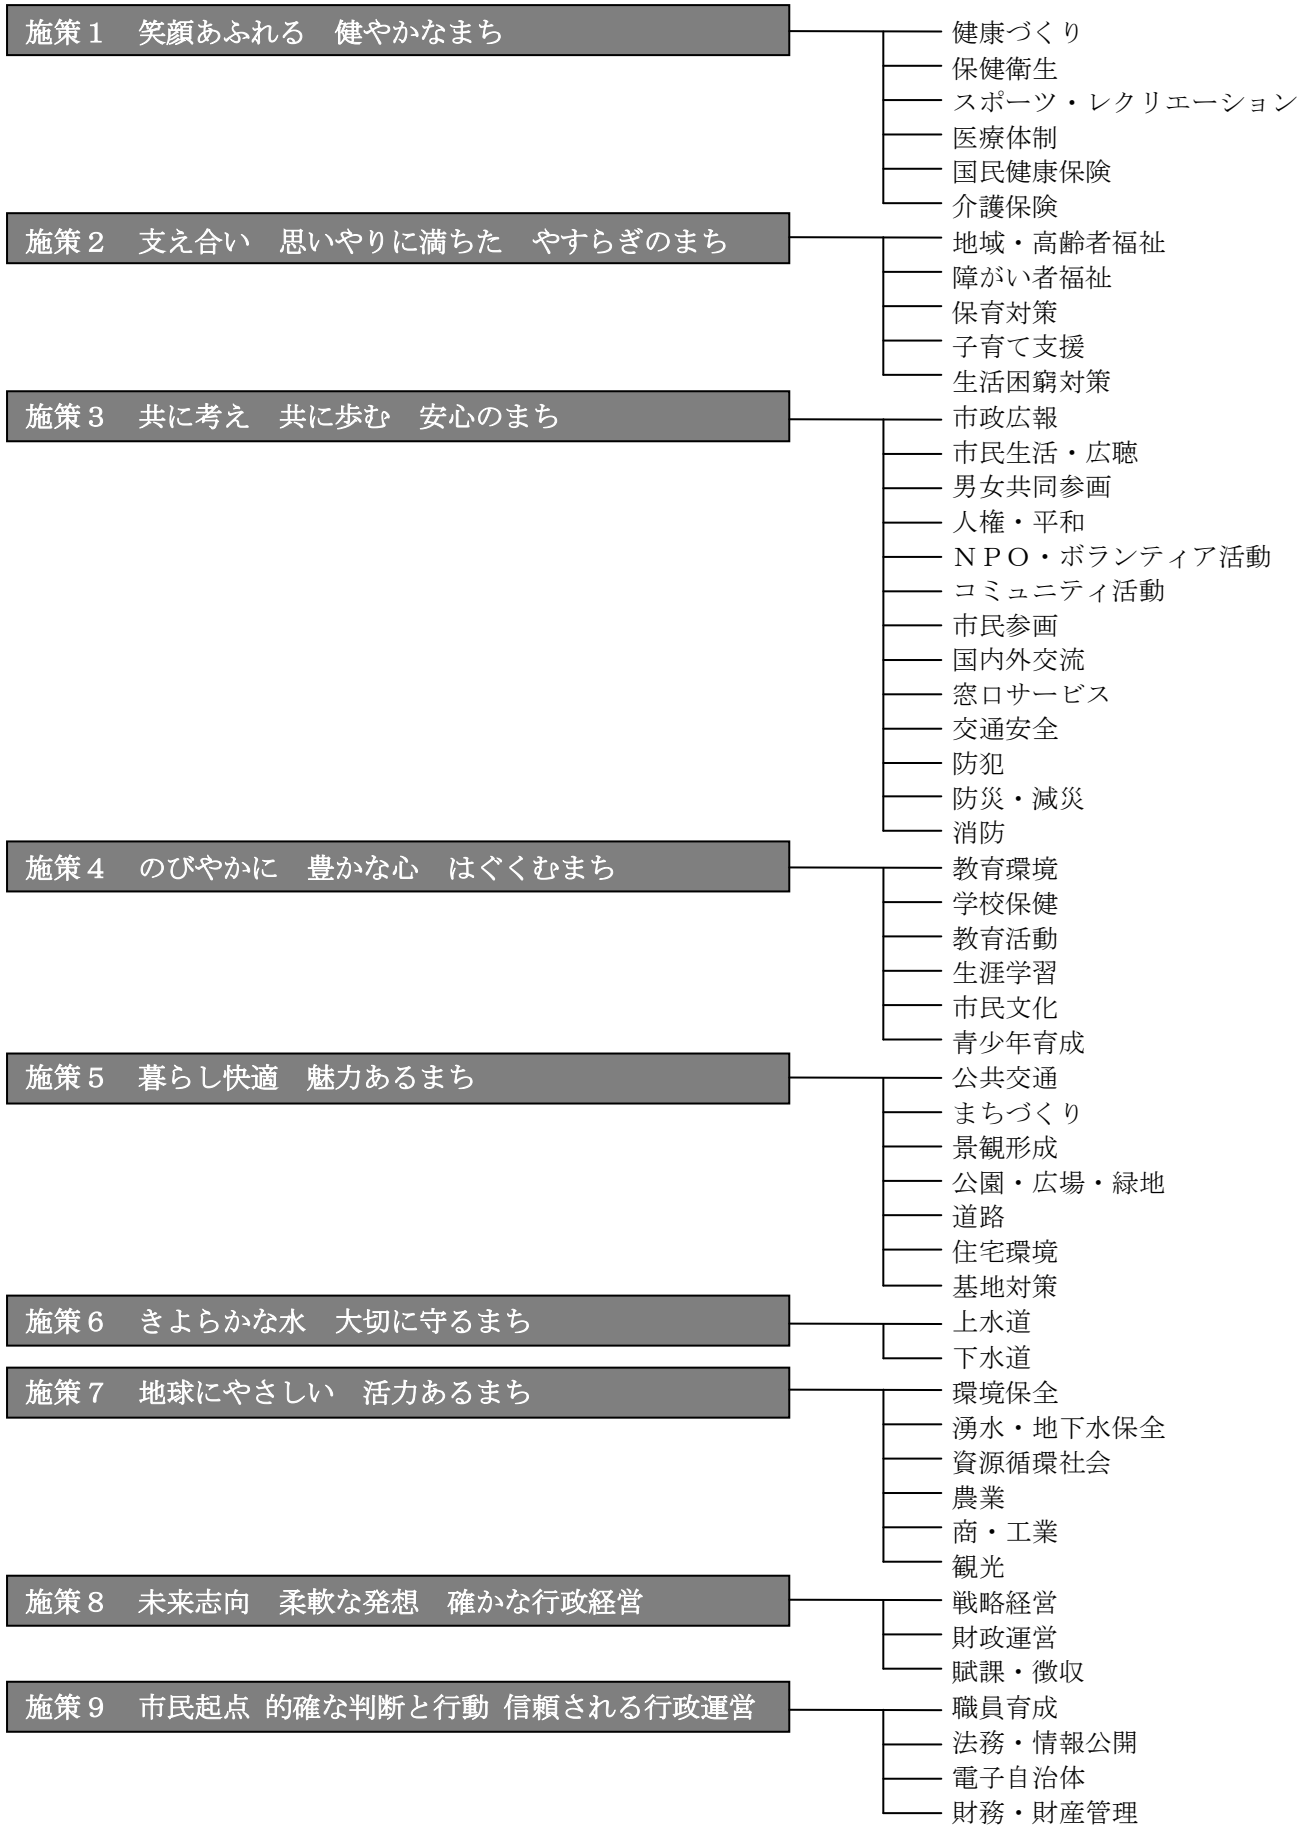 施策１　笑顔あふれる　健やかなまち
健康づくり
保健衛生
スポーツ・レクリエーション
医療体制
国民健康保険
介護保険
施策２　支え合い　思いやりに満ちた　やすらぎのまち
地域・高齢者福祉
障がい者福祉
保育対策
子育て支援
生活困窮対策
施策３　共に考え　共に歩む　安心のまち
市政広報
市民生活・広聴
男女共同参画
人権・平和
ＮＰＯ・ボランティア活動
コミュニティ活動
市民参画
国内外交流
窓口サービス
交通安全
防犯
防災・減災
消防
施策４　のびやかに　豊かな心　はぐくむまち
教育環境
学校保健
教育活動
生涯学習
市民文化
青少年育成
施策５　暮らし快適　魅力あるまち
公共交通
まちづくり
景観形成
公園・広場・緑地
道路
住宅環境
基地対策
施策６　きよらかな水　大切に守るまち
上水道
下水道
施策７　地球にやさしい　活力あるまち
環境保全
湧水・地下水保全
資源循環社会
農業
商・工業
観光
施策８　未来志向　柔軟な発想　確かな行政経営
戦略経営
財政運営
賦課・徴収
施策９　市民起点 的確な判断と行動 信頼される行政運営
職員育成
法務・情報公開
電子自治体
財務・財産管理